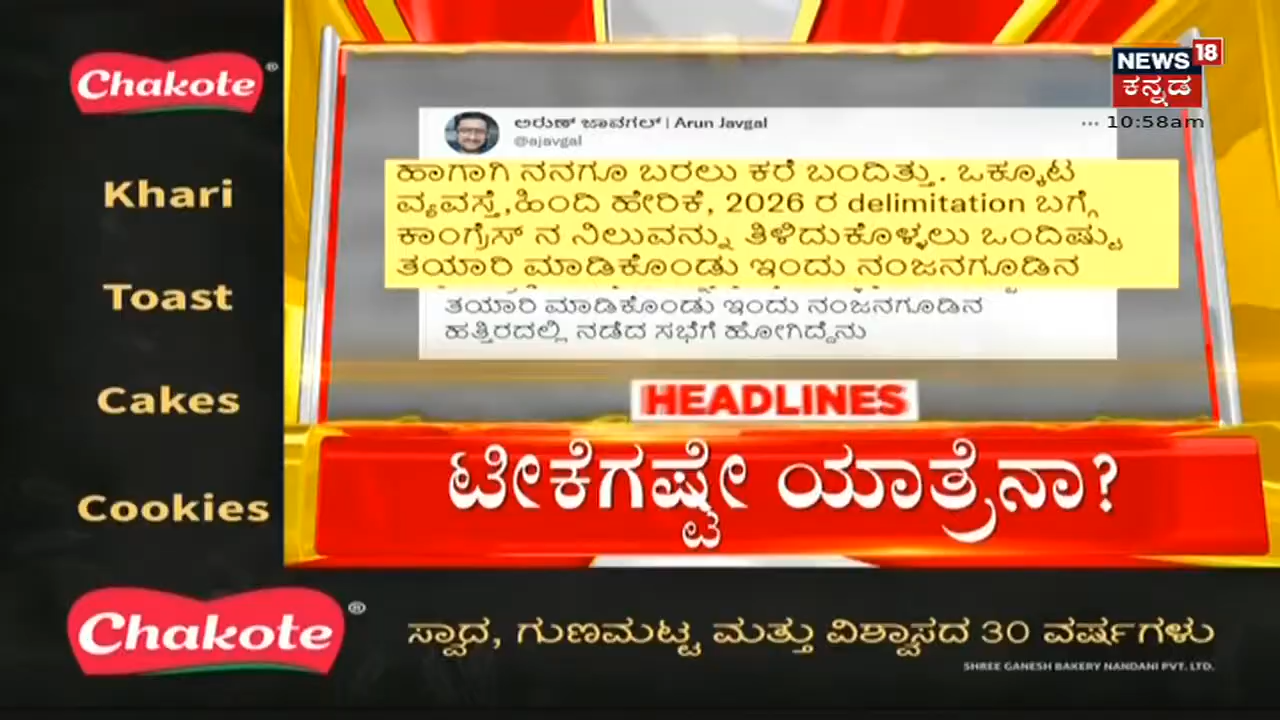 Chakote®
Khari
Toast
Cakes
Cookies
NEWS 18
ಕನ್ನಡ
10:58am
ಅರುಣ್ ಜಾವಗಲ್ | Arun Javgal
@ajavgal
ಹಾಗಾಗಿ ನನಗೂ ಬರಲು ಕರೆ ಬಂದಿತ್ತು. ಒಕ್ಕೂಟ
ವ್ಯವಸ್ತೆ,ಹಿಂದಿ ಹೇರಿಕೆ, 2026 ರ delimitation ಬಗ್ಗೆ
ಕಾಂಗ್ರೆಸ್ ನ ನಿಲುವನ್ನು ತಿಳಿದುಕೊಳ್ಳಲು ಒಂದಿಷ್ಟು
ತಯಾರಿ ಮಾಡಿಕೊಂಡು ಇಂದು ನಂಜನಗೂಡಿನ
ತಯಾರಿ ಮಾಡಿಕೊಂಡು ಇಂದು ನಂಜನಗೂಡಿನ
ಹತ್ತಿರದಲ್ಲಿ ನಡೆದ ಸಭೆಗೆ ಹೋಗಿದ್ದೆನು
HEADLINES
ಟೀಕೆಗಷ್ಟೇ ಯಾತ್ರೆನಾ?
Chakote®
ಸ್ವಾದ, ಗುಣಮಟ್ಟ ಮತ್ತು ವಿಶ್ವಾಸದ 30 ವರ್ಷಗಳು
SHREE GANESH BAKERY NANDANI PVT. LTD.